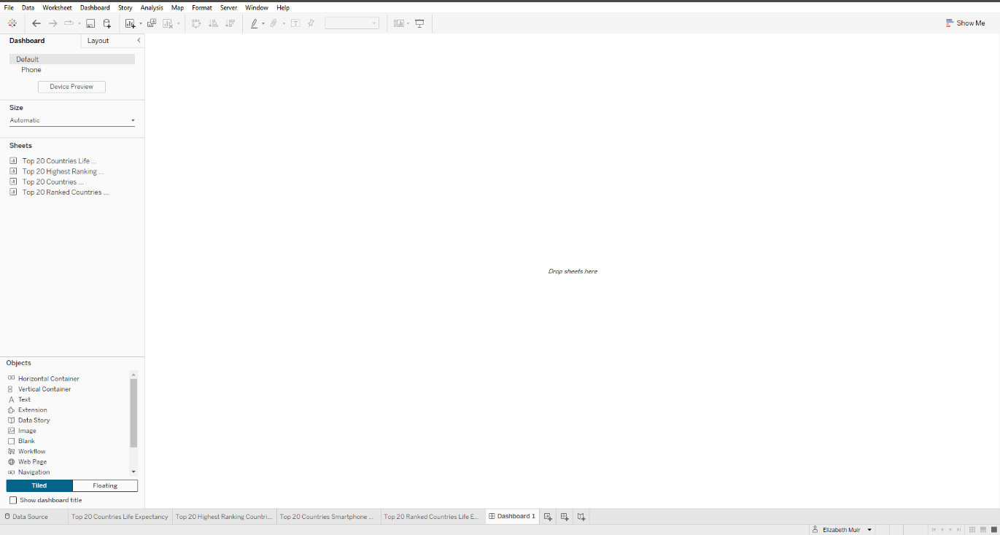 File Data Worksheet Dashboard Story Analysis Map Format Server Window Help
Show Me
Dashboard Layout
Default
Phone
Device Preview
Size
Automatic
Sheets
Top 20 Countries Life ...
Top 20 Highest Ranking ...
Top 20 Countries ...
Top 20 Ranked Countries ...
Drop sheets here
Objects
Horizontal Container
Vertical Container
Text
Extension
Data Story
Image
Blank
Workflow
Web Page
Navigation
Tiled Floating
Show dashboard title
Data Source Top 20 Countries Life Expectancy Top 20 Highest Ranking Countri... Top 20 Countries Smartphone ... Top 20 Ranked Countries Life E... Dashboard 1
Elizabeth Muir